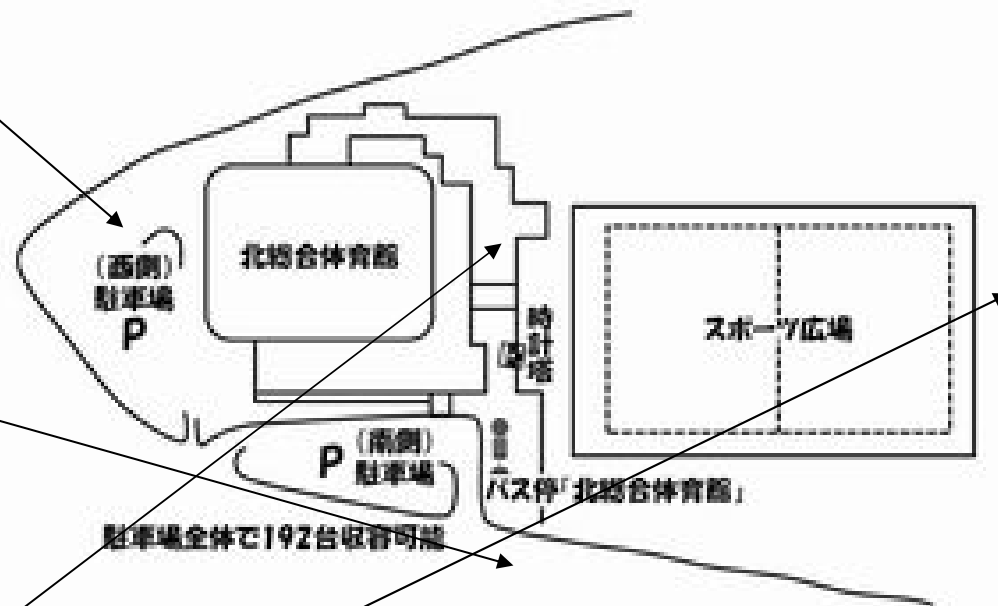 北総合体育館
(西側)
駐車場
P
スポーツ広場
時計塔
P
(南側)
駐車場
バス停「北総合体育館」
駐車場全体で192台収容可能